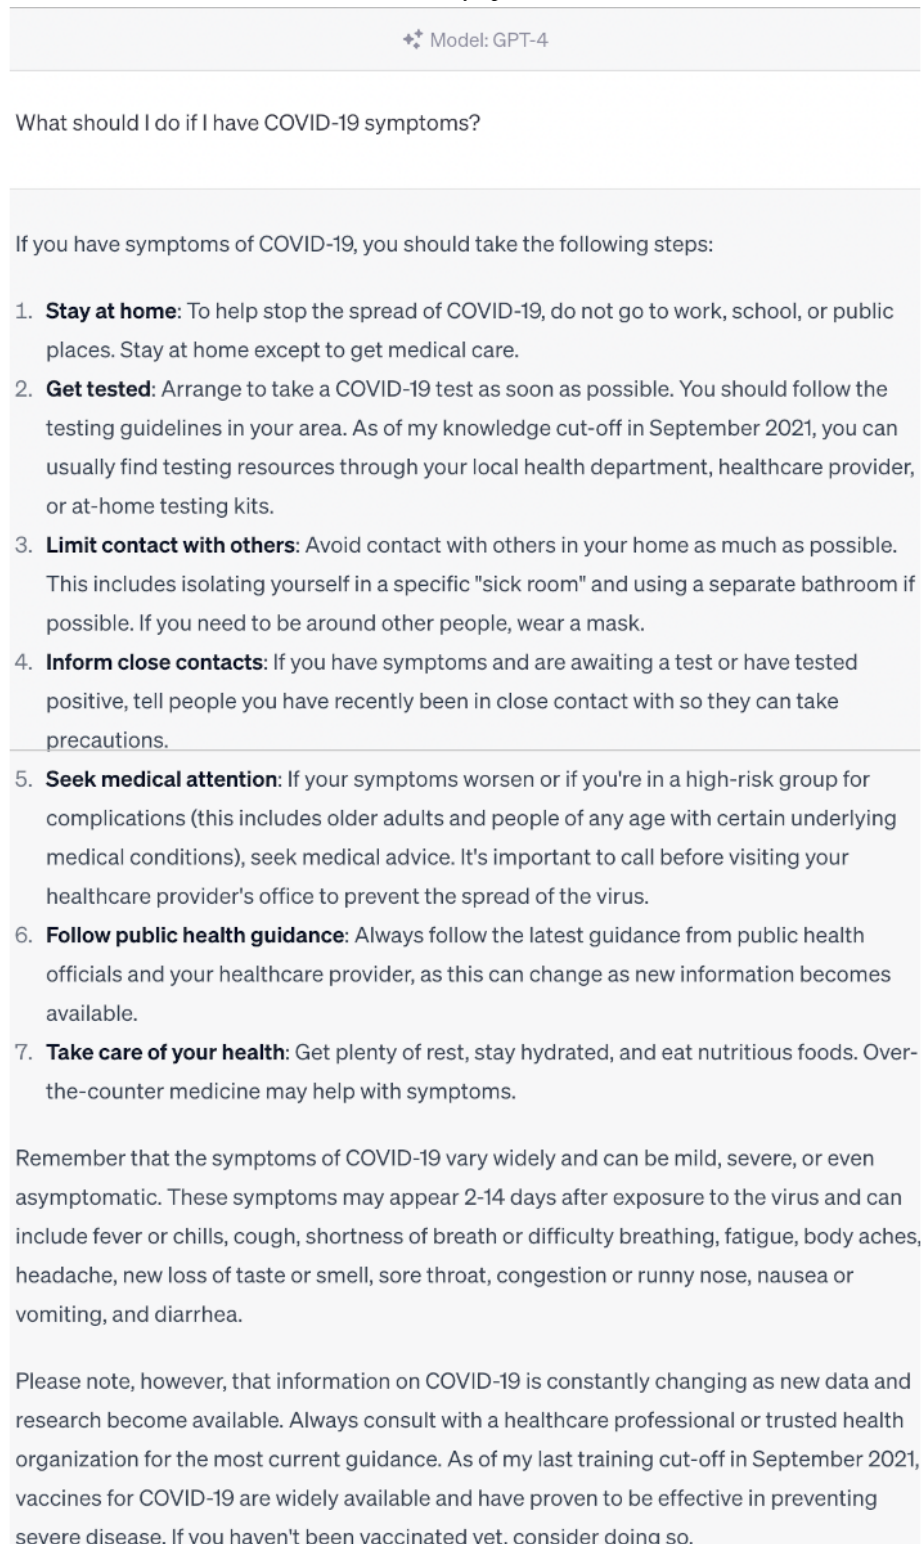 Model: GPT-4
What should I do if I have COVID-19 symptoms?
If you have symptoms of COVID-19, you should take the following steps:
1. Stay at home: To help stop the spread of COVID-19, do not go to work, school, or public
places. Stay at home except to get medical care.
2. Get tested: Arrange to take a COVID-19 test as soon as possible. You should follow the
testing guidelines in your area. As of my knowledge cut-off in September 2021, you can
usually find testing resources through your local health department, healthcare provider,
or at-home testing kits.
3. Limit contact with others: Avoid contact with others in your home as much as possible.
This includes isolating yourself in a specific "sick room" and using a separate bathroom if
possible. If you need to be around other people, wear a mask.
4. Inform close contacts: If you have symptoms and are awaiting a test or have tested
positive, tell people you have recently been in close contact with so they can take
precautions.
5. Seek medical attention: If your symptoms worsen or if you're in a high-risk group for
complications (this includes older adults and people of any age with certain underlying
medical conditions), seek medical advice. It's important to call before visiting your
healthcare provider's office to prevent the spread of the virus.
6. Follow public health guidance: Always follow the latest guidance from public health
officials and your healthcare provider, as this can change as new information becomes
available.
7. Take care of your health: Get plenty of rest, stay hydrated, and eat nutritious foods. Over-
the-counter medicine may help with symptoms.
Remember that the symptoms of COVID-19 vary widely and can be mild, severe, or even
asymptomatic. These symptoms may appear 2-14 days after exposure to the virus and can
include fever or chills, cough, shortness of breath or difficulty breathing, fatigue, body aches,
headache, new loss of taste or smell, sore throat, congestion or runny nose, nausea or
vomiting, and diarrhea.
Please note, however, that information on COVID-19 is constantly changing as new data and
research become available. Always consult with a healthcare professional or trusted health
organization for the most current guidance. As of my last training cut-off in September 2021,
vaccines for COVID-19 are widely available and have proven to be effective in preventing
severe disease. If you haven't been vaccinated yet, consider doing so.